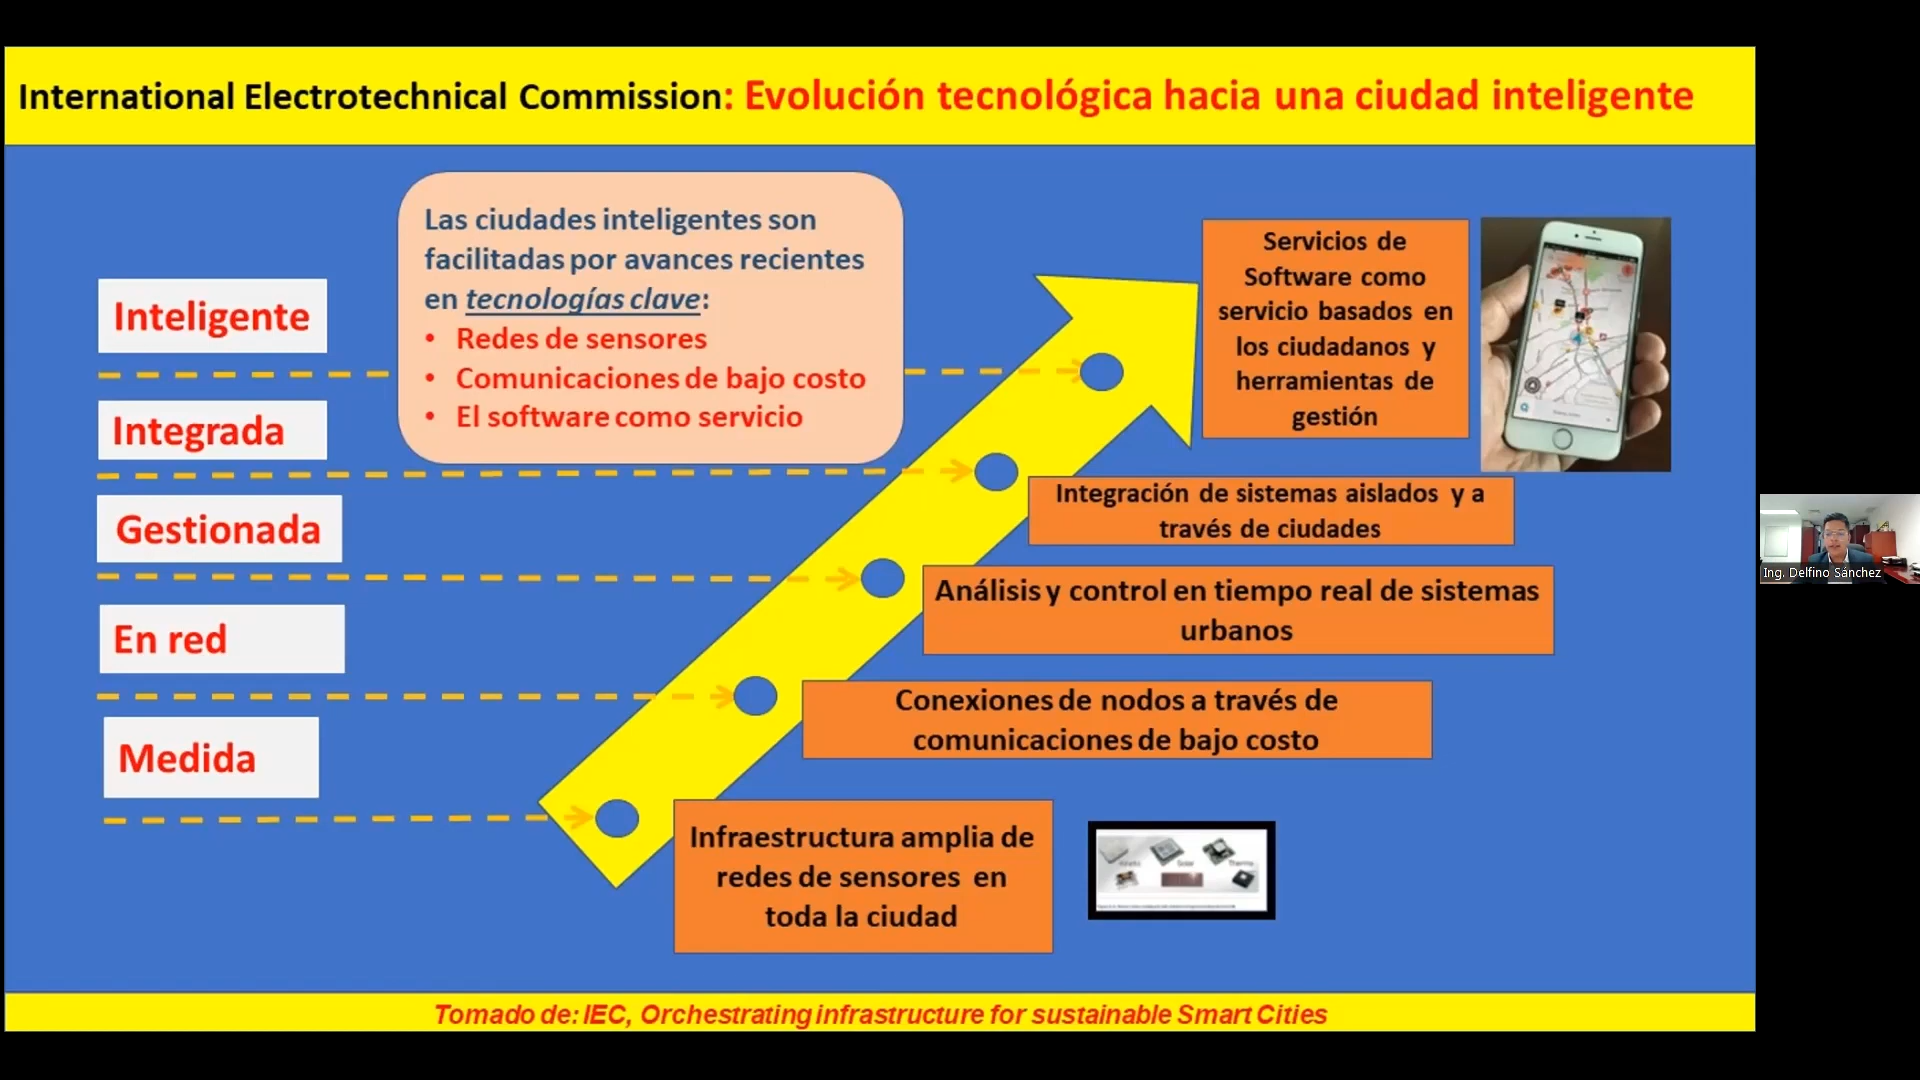 International Electrotechnical Commission: Evolución tecnológica hacia una ciudad inteligente
Las ciudades inteligentes son
facilitadas por avances recientes
en tecnologías clave:
• Redes de sensores
• Comunicaciones de bajo costo
• El software como servicio
Inteligente
Integrada
Gestionada
En red
Medida
Servicios de
Software como
servicio basados en
los ciudadanos y
herramientas de
gestión
Integración de sistemas aislados y a
través de ciudades
Análisis y control en tiempo real de sistemas
urbanos
Conexiones de nodos a través de
comunicaciones de bajo costo
Infraestructura amplia de
redes de sensores en
toda la ciudad
Solar
Tomado de: IEC, Orchestrating infrastructure for sustainable Smart Cities
Ing. Delfino Sánchez